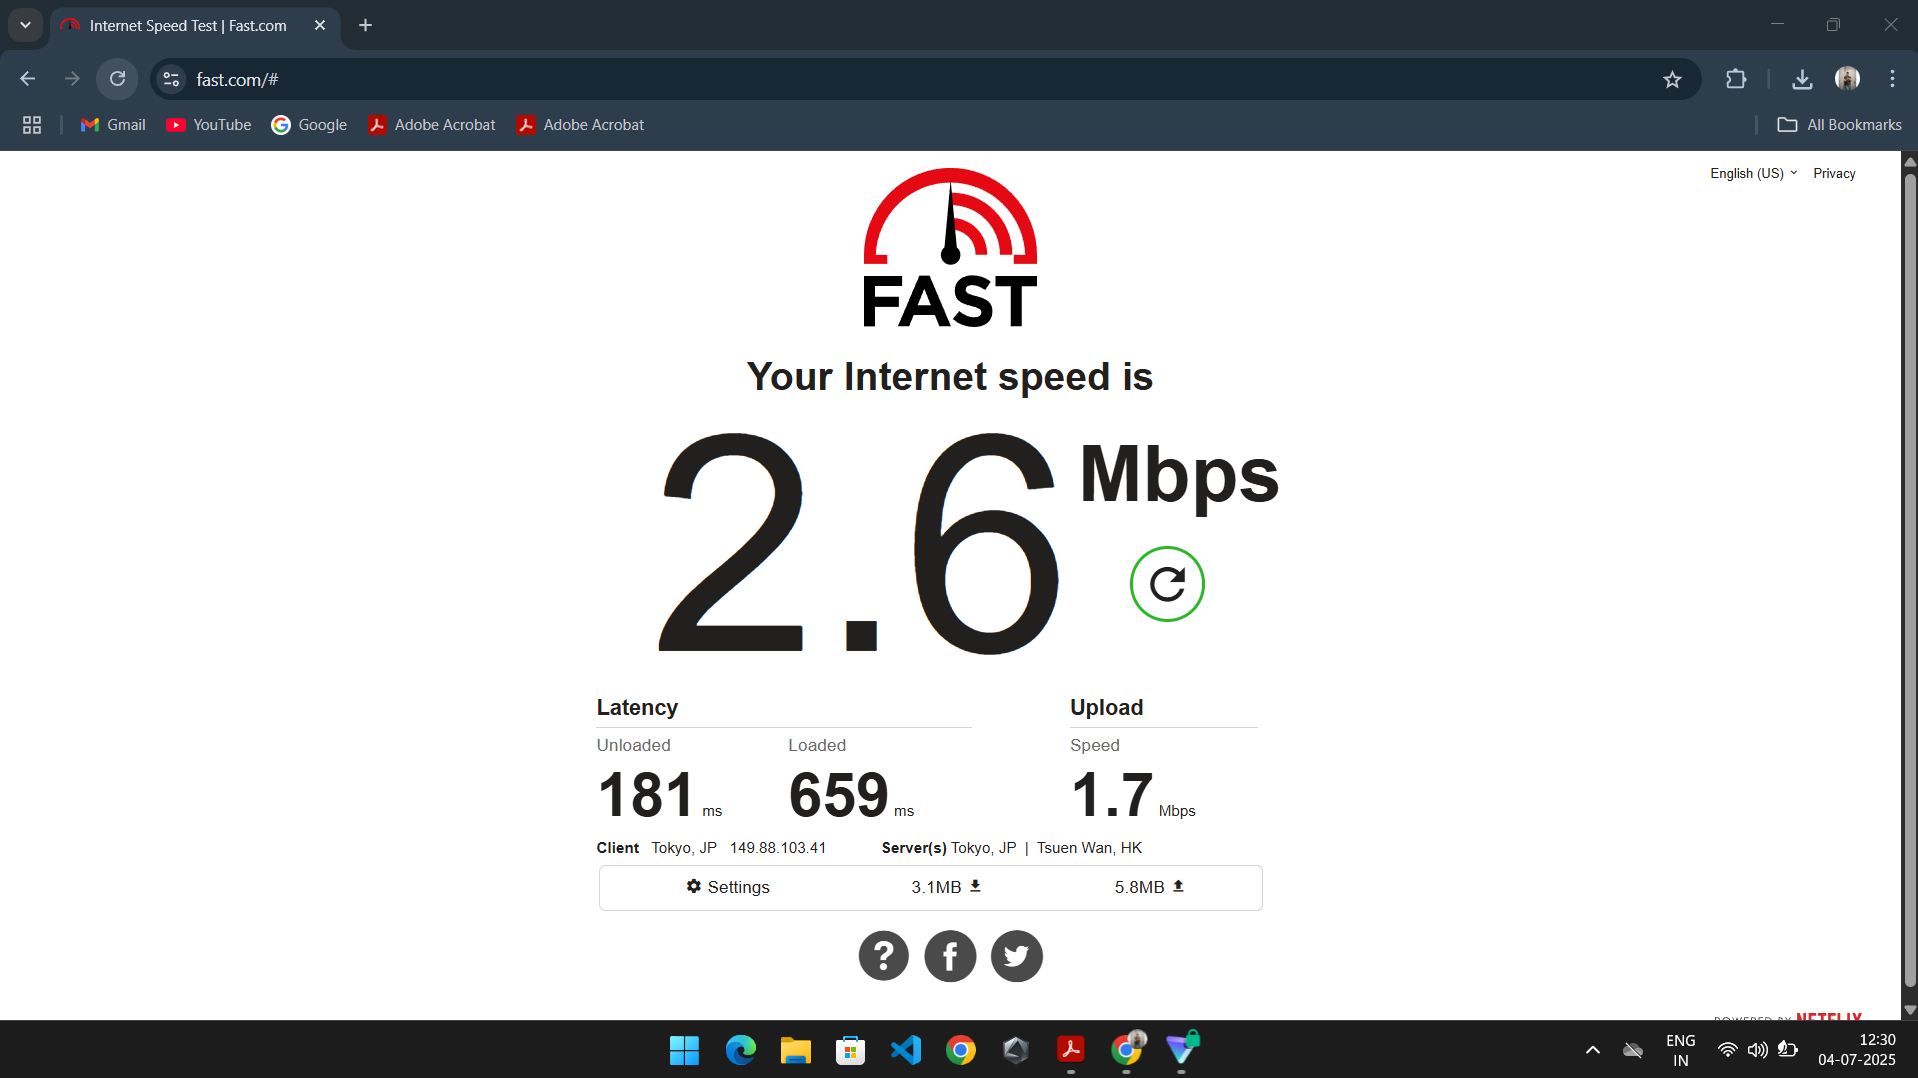 Internet Speed Test | Fast.com
fast.com/#
Gmail YouTube Google Adobe Acrobat Adobe Acrobat All Bookmarks
English (US) Privacy
FAST
Your Internet speed is
2.6 Mbps
Latency Upload
Unloaded Loaded Speed
181 ms 659 ms 1.7 Mbps
Client Tokyo, JP 149.88.103.41 Server(s) Tokyo, JP | Tsuen Wan, HK
Settings 3.1MB 5.8MB
POWERED BY NETFLIX
ENG 12:30
IN 04-07-2025